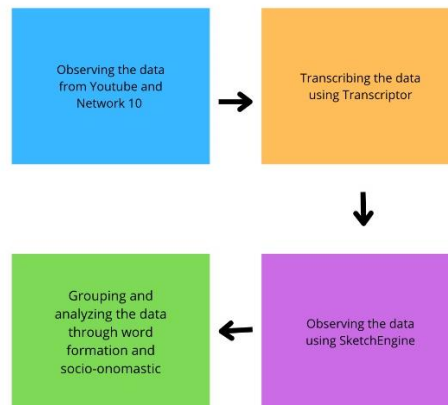 Observing the data
from Youtube and
Network 10
Transcribing the data
using Transcriptor
Observing the data
using SketchEngine
Grouping and
analyzing the data
through word
formation and
socio-onomastic